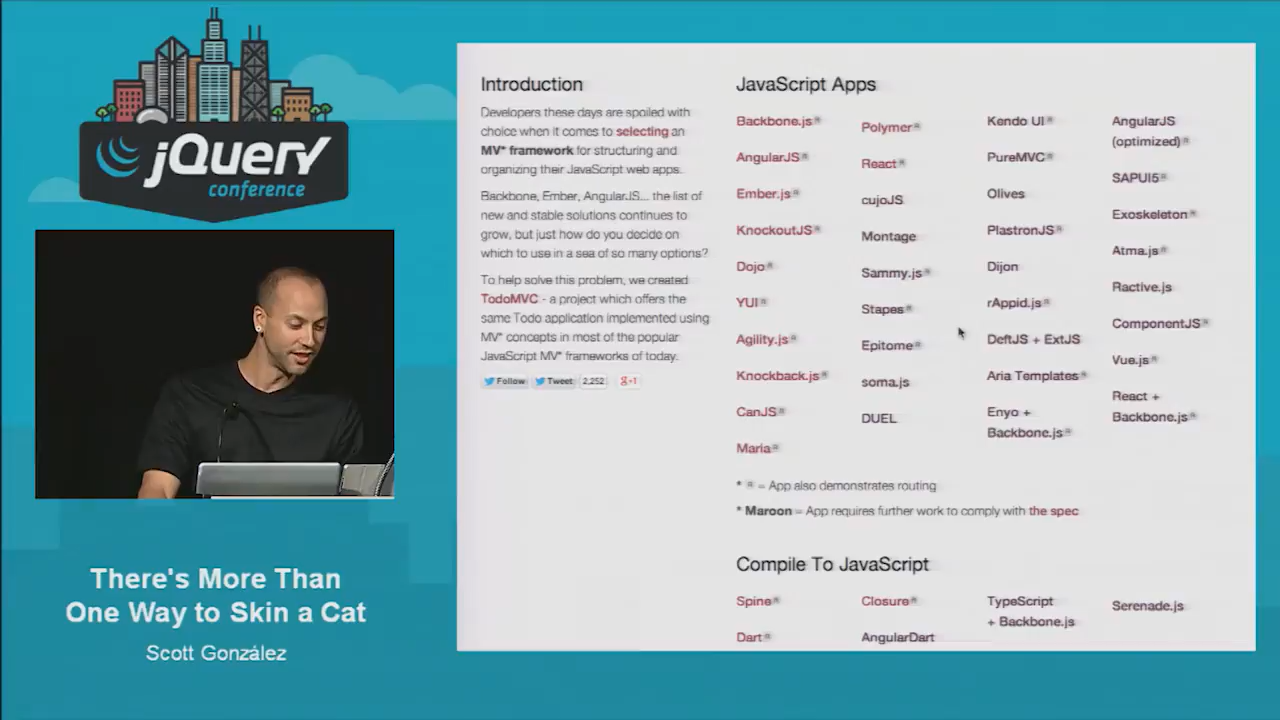 jQuery
conference
There's More Than
One Way to Skin a Cat
Scott González
Introduction
Developers these days are spoiled with
choice when it comes to selecting an
MV* framework for structuring and
organizing their JavaScript web apps.
Backbone, Ember, AngularJS... the list of
new and stable solutions continues to
grow, but just how do you decide on
which to use in a sea of so many options?
To help solve this problem, we created
TodoMVC - a project which offers the
same Todo application implemented using
MV* concepts in most of the popular
JavaScript MV* frameworks of today.
Follow Tweet 2,252 g+1
JavaScript Apps
Backbone.js R
AngularJS R
Ember.js R
KnockoutJS R
Dojo R
YUI R
Agility.js R
Knockback.js R
CanJS R
Maria R
Polymer R
React R
cujoJS
Montage
Sammy.js R
Stapes R
Epitome R
soma.js
DUEL
Kendo UI R
PureMVC R
Olives
PlastronJS R
Dijon
rAppid.js R
DeftJS + ExtJS
Aria Templates R
Enyo +
Backbone.js R
AngularJS
(optimized) R
SAPUI5 R
Exoskeleton R
Atma.js R
Ractive.js
ComponentJS R
Vue.js R
React +
Backbone.js R
* R = App also demonstrates routing
* Maroon = App requires further work to comply with the spec
Compile To JavaScript
Spine R
Dart R
Closure R
AngularDart
TypeScript
+ Backbone.js
Serenade.js